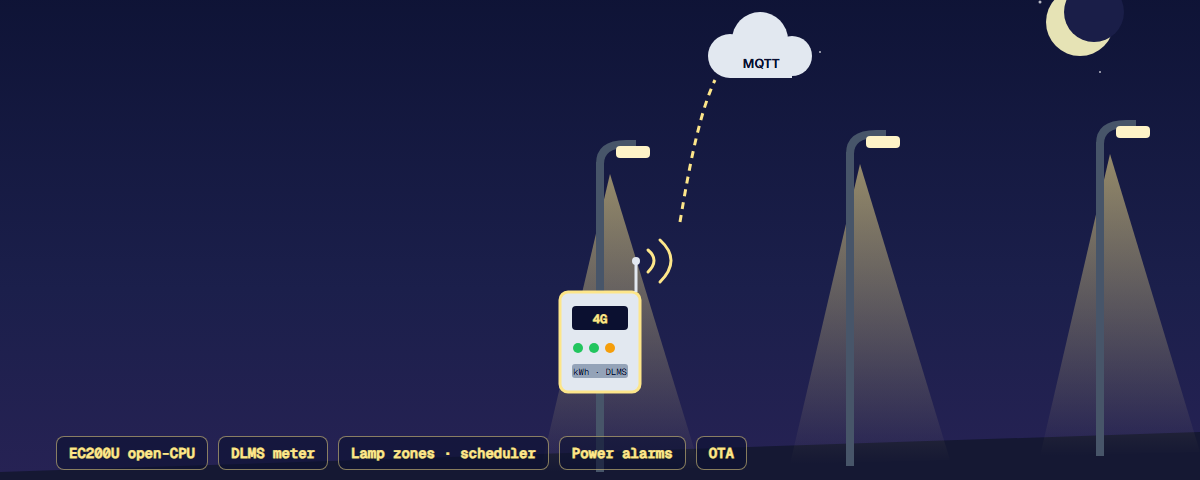 MQTT
4G
kWh · DLMS
EC200U open-CPU
DLMS meter
Lamp zones · scheduler
Power alarms
OTA